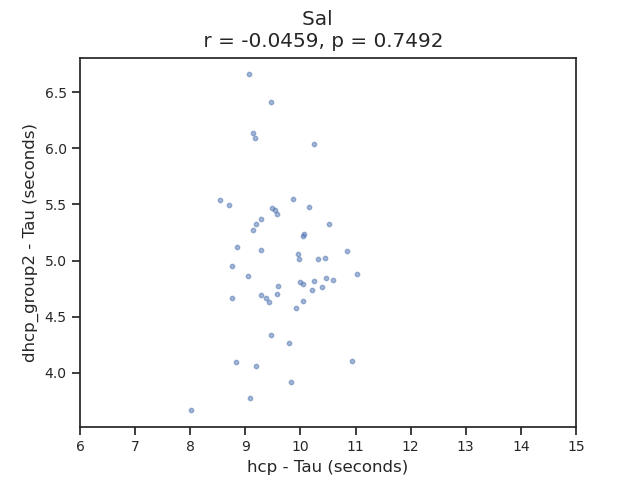 Sal
r = -0.0459, p = 0.7492
6.5
6.0
5.5
5.0
4.5
4.0
dhcp_group2 - Tau (seconds)
6 7 8 9 10 11 12 13 14 15
hcp - Tau (seconds)